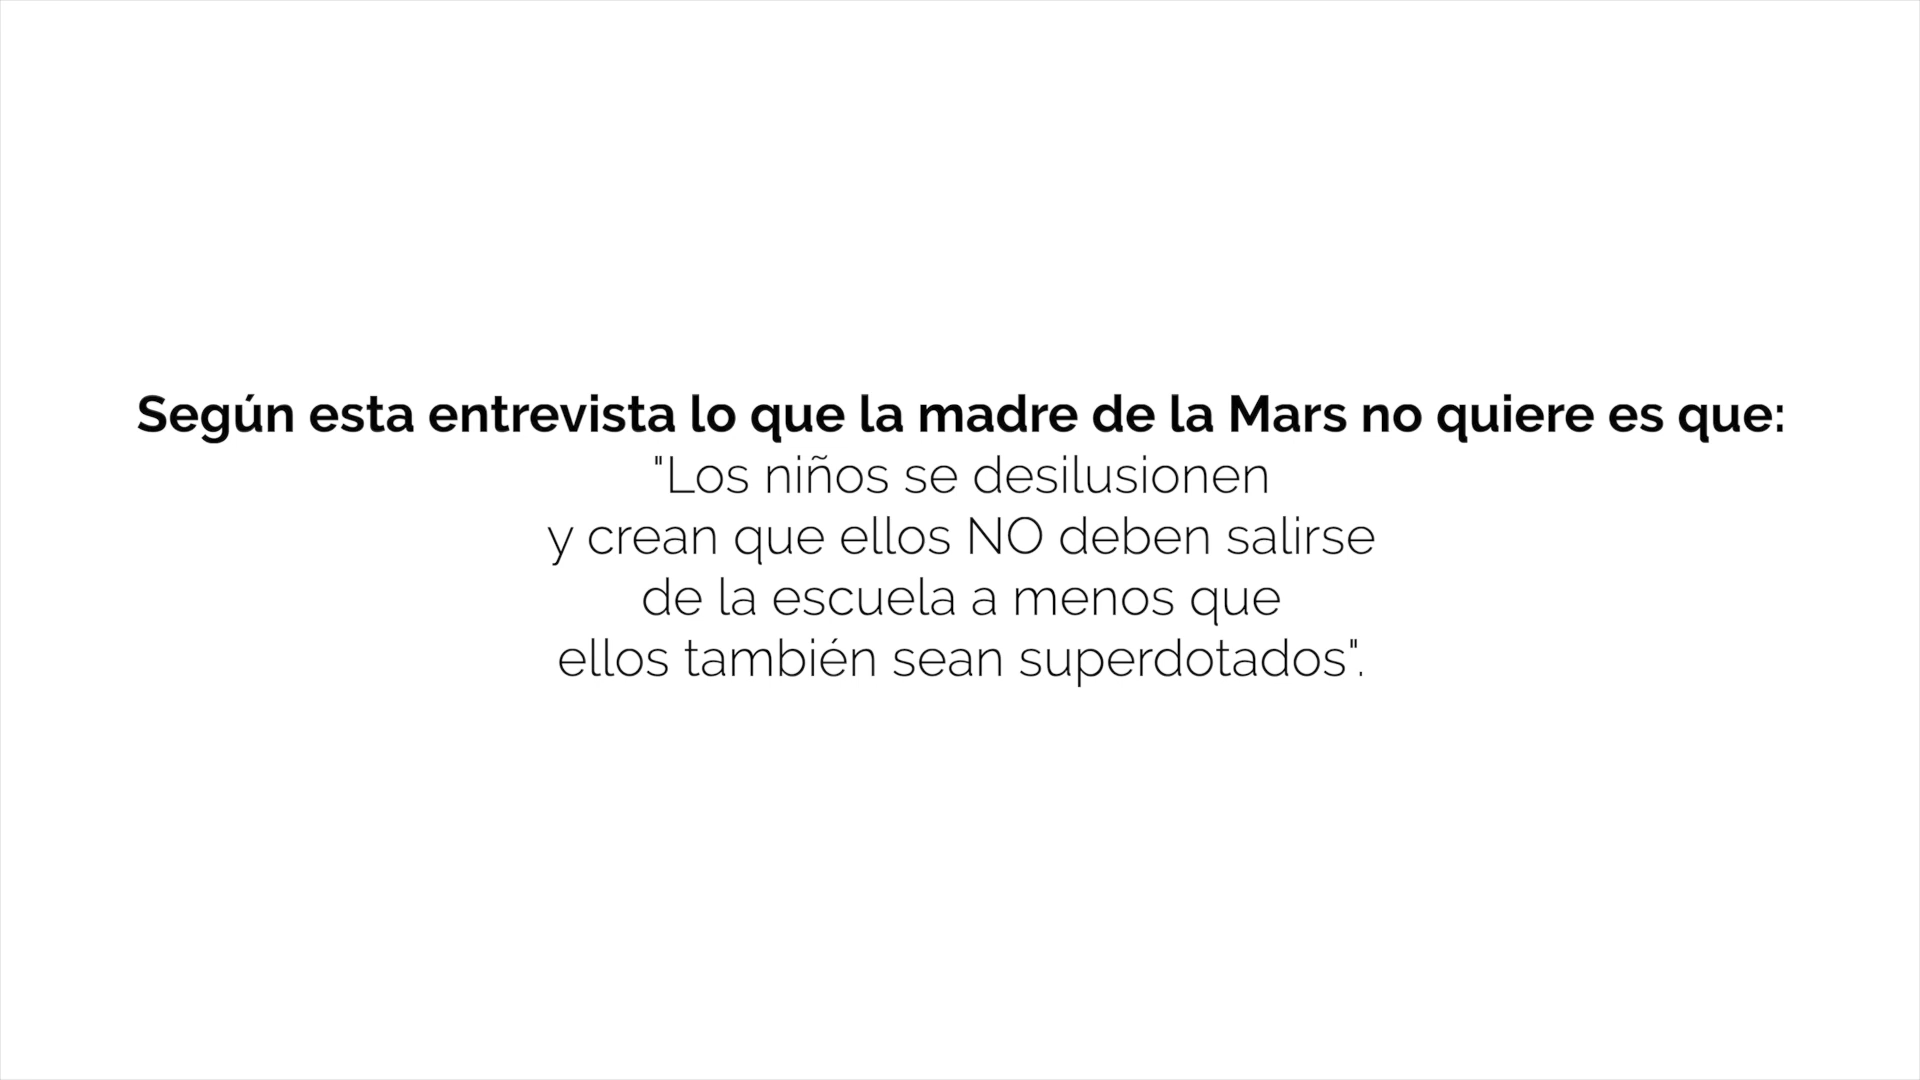 Según esta entrevista lo que la madre de la Mars no quiere es que:
"Los niños se desilusionen
y crean que ellos NO deben salirse
de la escuela a menos que
ellos también sean superdotados".